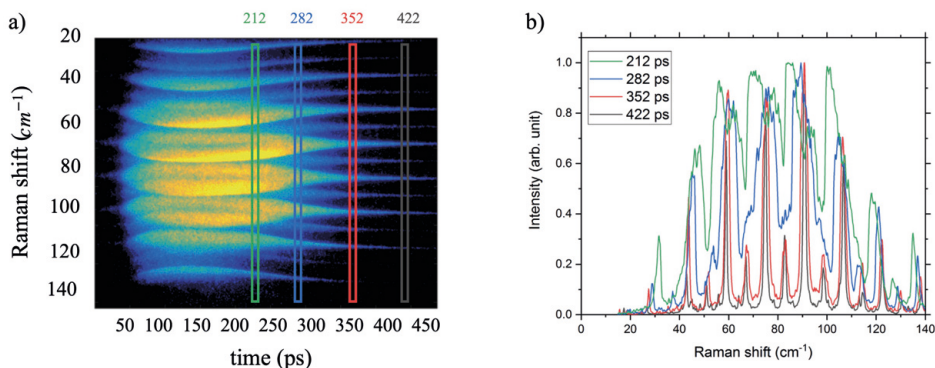 a)
212 282 352 422
Raman shift (cm⁻¹)
20
40
60
80
100
120
140
50 100 150 200 250 300 350 400 450
time (ps)
b)
Intensity (arb. unit)
1.0
0.8
0.6
0.4
0.2
0.0
212 ps
282 ps
352 ps
422 ps
0 20 40 60 80 100 120 140
Raman shift (cm⁻¹)